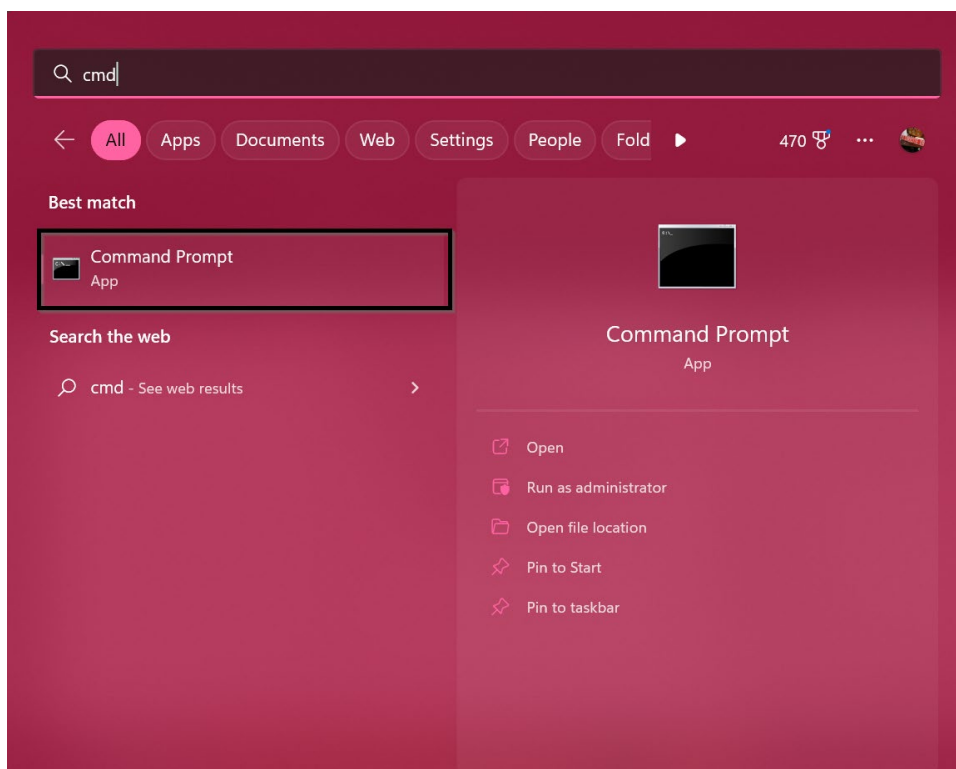 cmd
All Apps Documents Web Settings People Fold 470
Best match
Command Prompt
App
Search the web
cmd - See web results
Command Prompt
App
Open
Run as administrator
Open file location
Pin to Start
Pin to taskbar